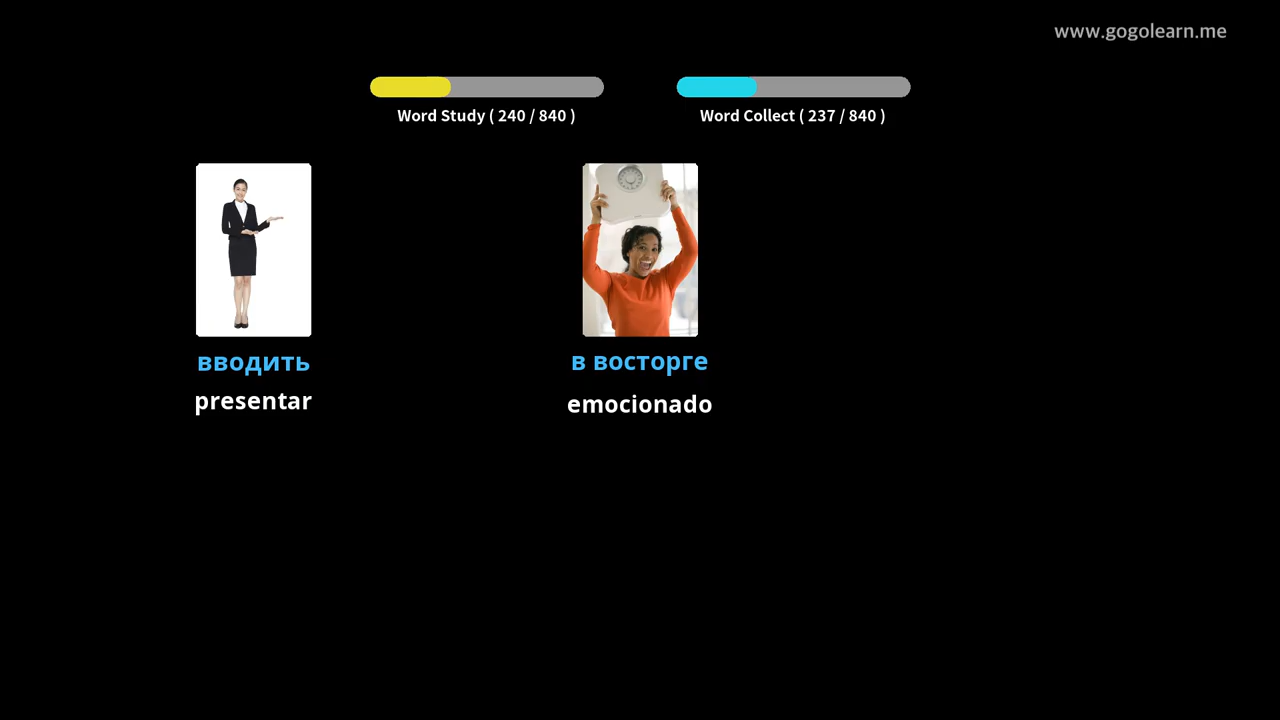 www.gogolearn.me
Word Study ( 240 / 840 )
Word Collect ( 237 / 840 )
вводить
presentar
в восторге
emocionado